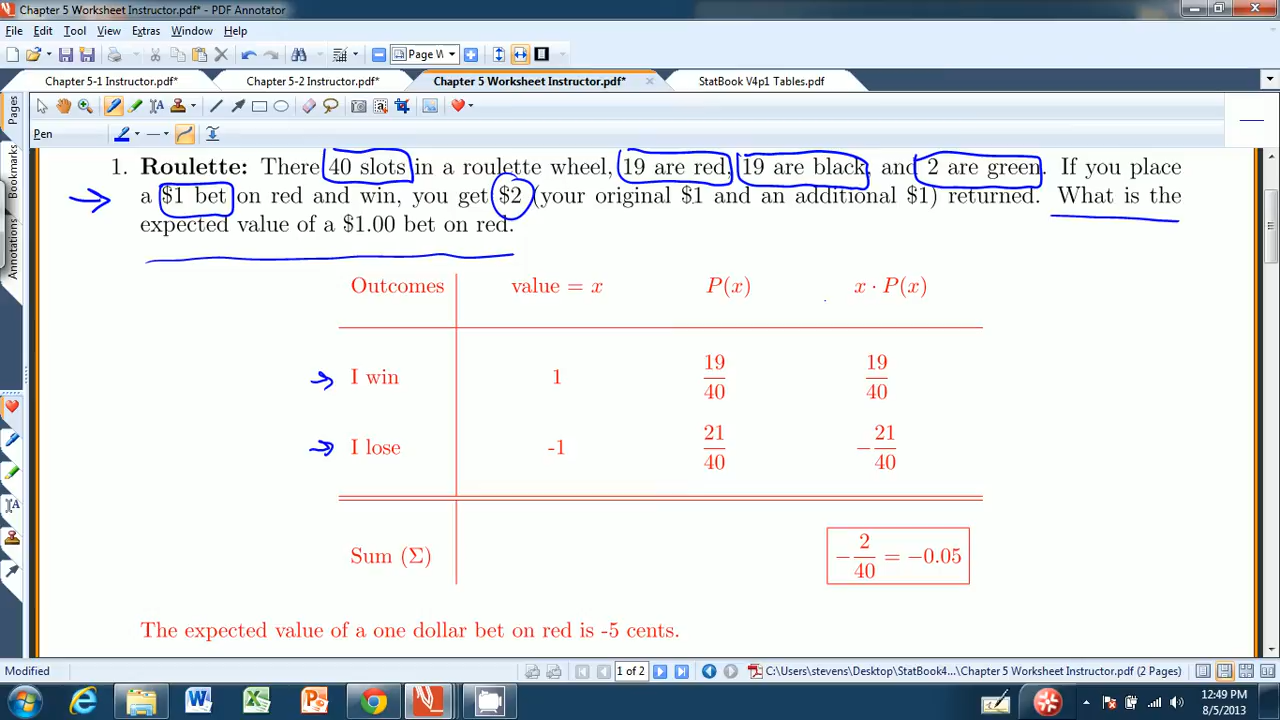 Chapter 5 Worksheet Instructor.pdf* - PDF Annotator
File Edit Tool View Extras Window Help
Page W
Chapter 5-1 Instructor.pdf* Chapter 5-2 Instructor.pdf* Chapter 5 Worksheet Instructor.pdf* StatBook V4p1 Tables.pdf
Pen
Pages
Bookmarks
Annotations
1. Roulette: There 40 slots in a roulette wheel, 19 are red, 19 are black, and 2 are green. If you place
a $1 bet on red and win, you get $2 (your original $1 and an additional $1) returned. What is the
expected value of a $1.00 bet on red.
Outcomes value = x P(x) x · P(x)
I win 1 19/40 19/40
I lose -1 21/40 −21/40
Sum (Σ) −2/40 = −0.05
The expected value of a one dollar bet on red is -5 cents.
Modified 1 of 2 C:\Users\stevens\Desktop\StatBook4...\Chapter 5 Worksheet Instructor.pdf (2 Pages)
12:49 PM
8/5/2013